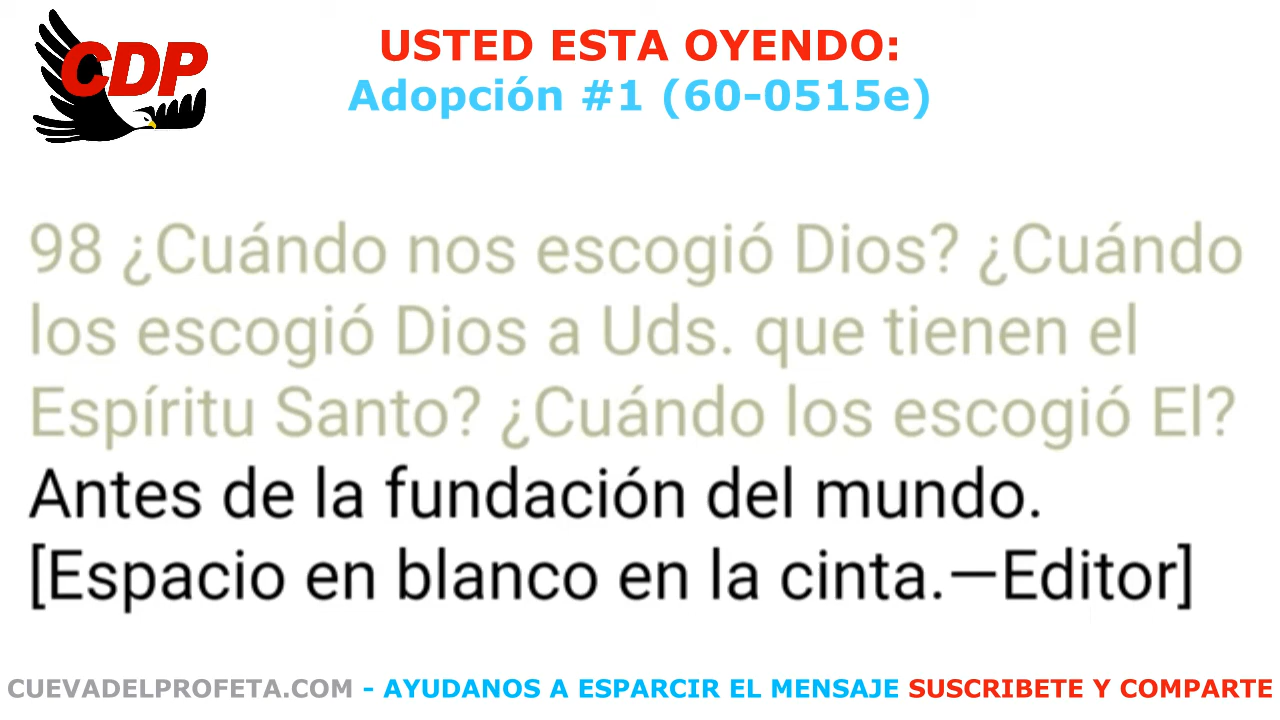 CDP
USTED ESTA OYENDO:
Adopción #1 (60-0515e)
98 ¿Cuándo nos escogió Dios? ¿Cuándo
los escogió Dios a Uds. que tienen el
Espíritu Santo? ¿Cuándo los escogió El?
Antes de la fundación del mundo.
[Espacio en blanco en la cinta.—Editor]
CUEVADELPROFETA.COM - AYUDANOS A ESPARCIR EL MENSAJE SUSCRIBETE Y COMPARTE